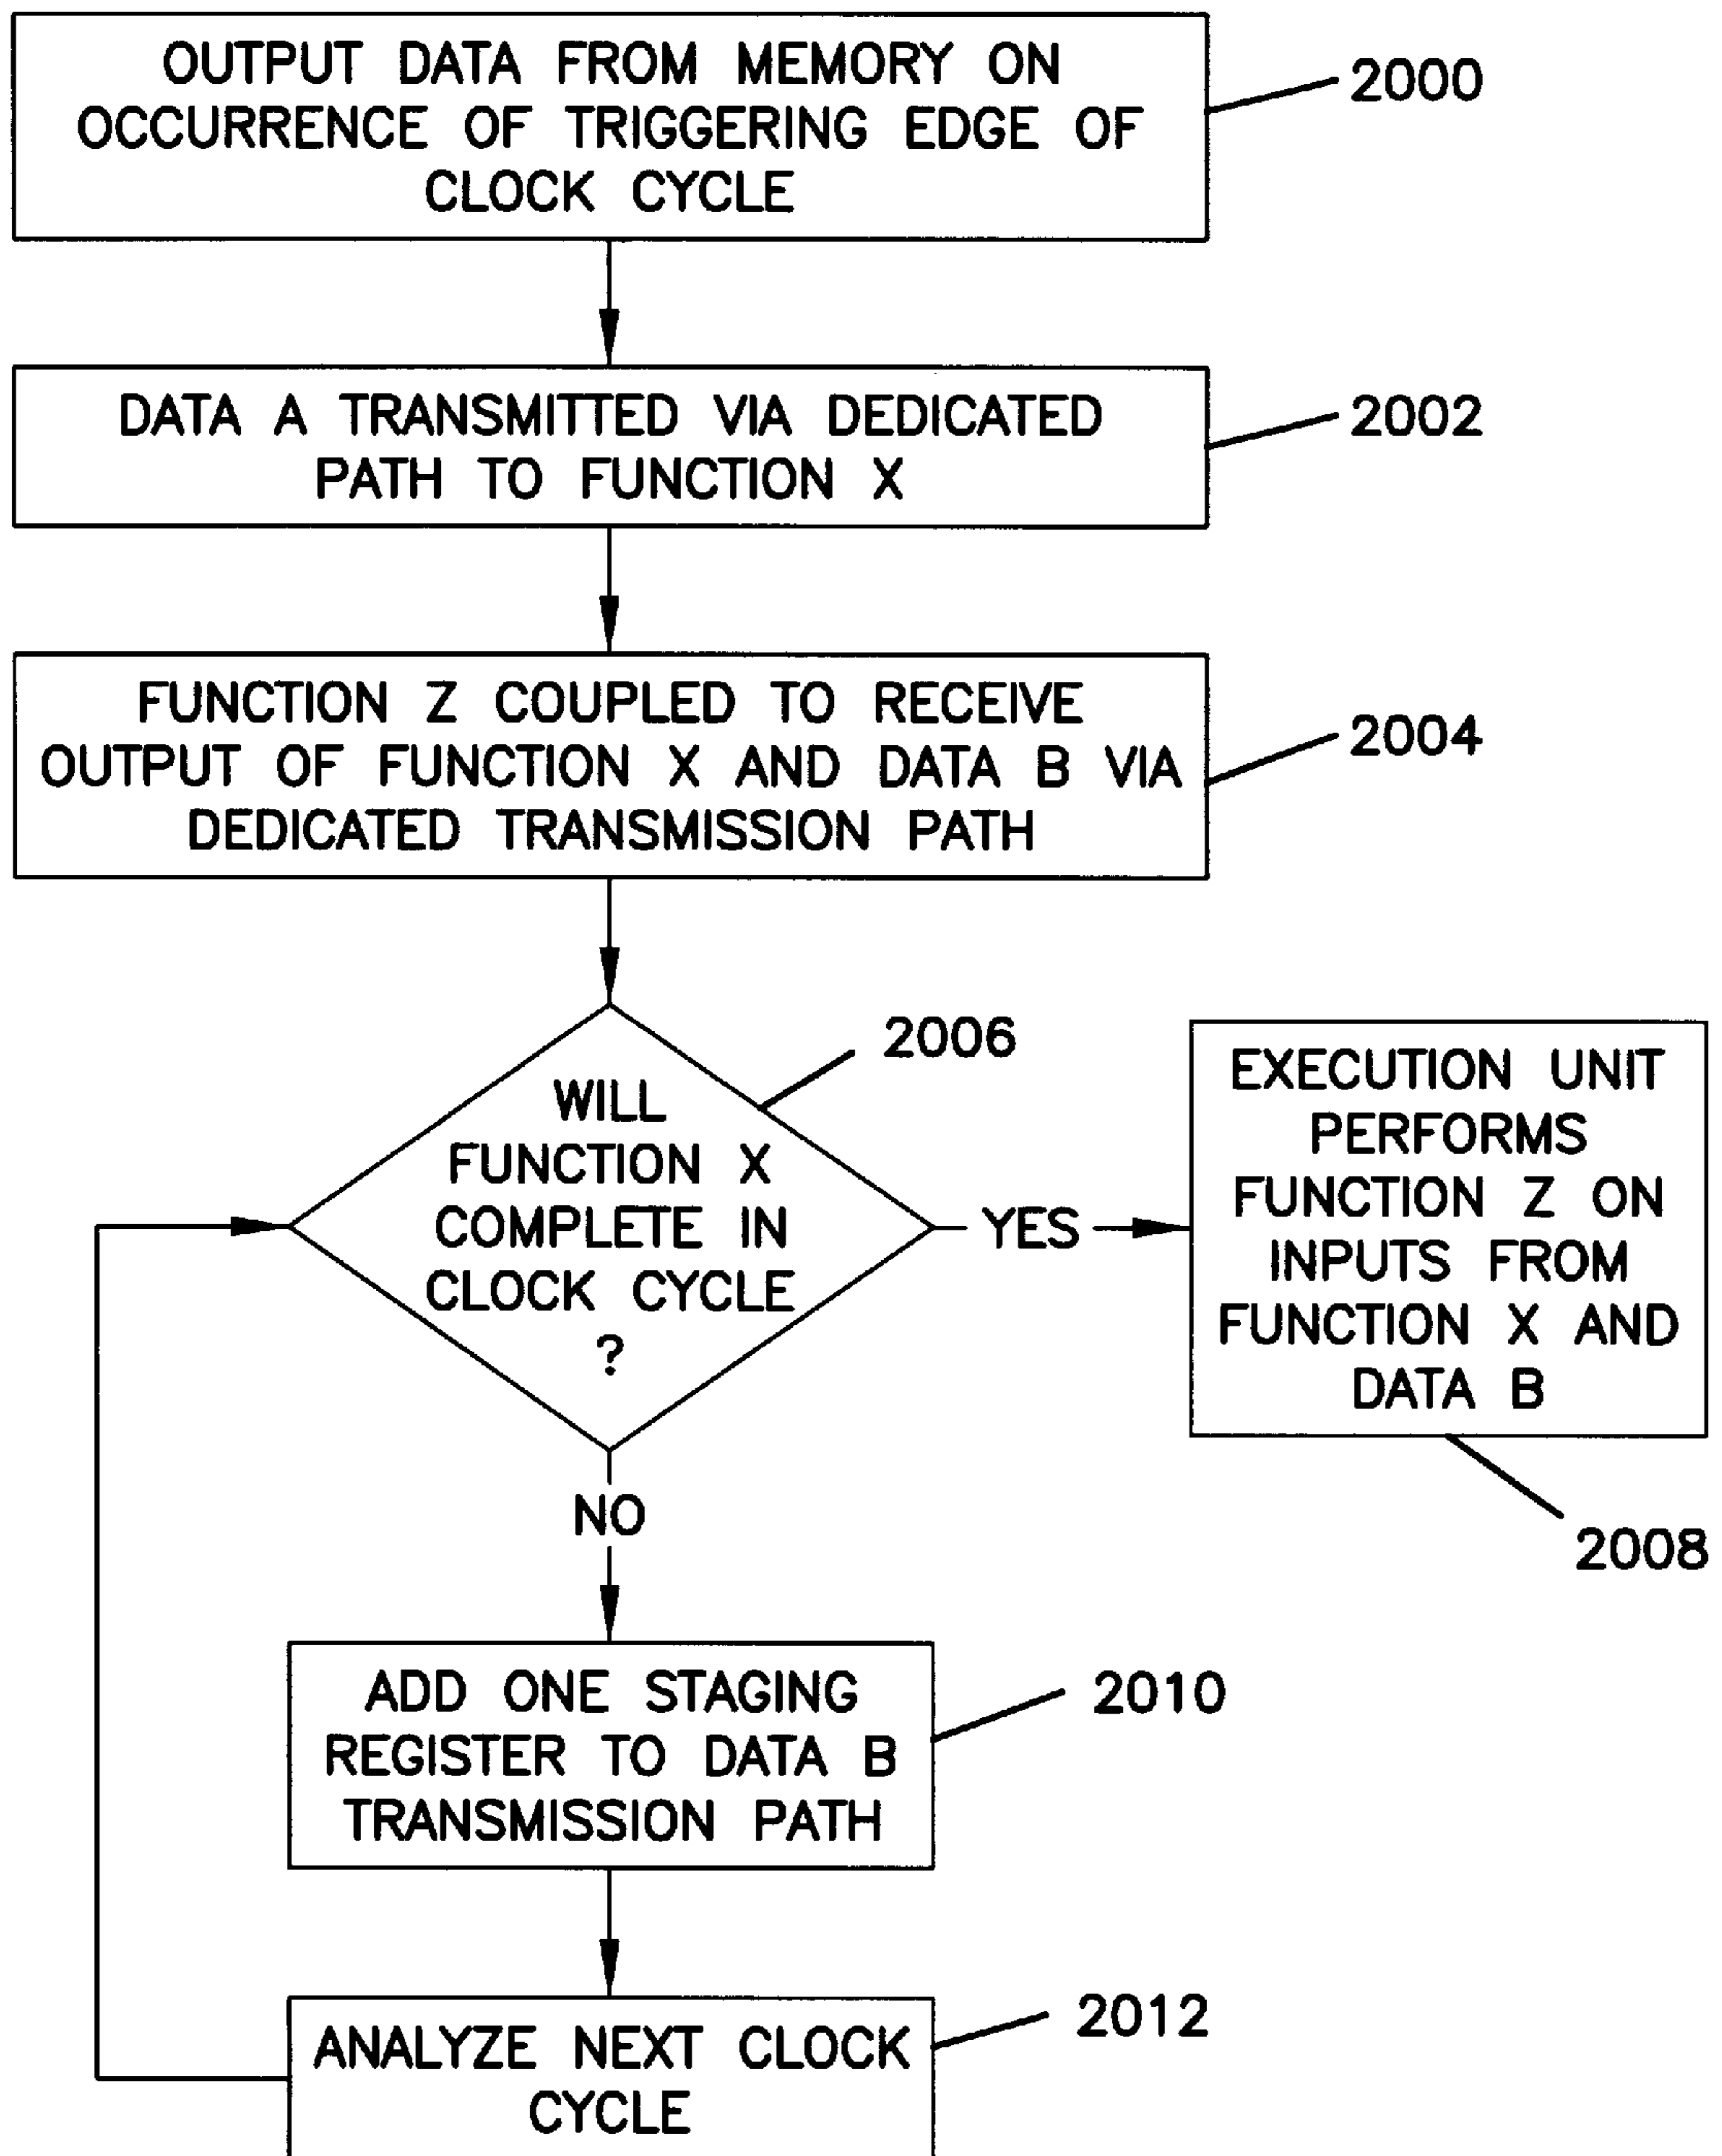 OUTPUT DATA FROM MEMORY ON
OCCURRENCE OF TRIGGERING EDGE OF
CLOCK CYCLE
2000
DATA A TRANSMITTED VIA DEDICATED
PATH TO FUNCTION X
2002
FUNCTION Z COUPLED TO RECEIVE
OUTPUT OF FUNCTION X AND DATA B VIA
DEDICATED TRANSMISSION PATH
2004
WILL
FUNCTION X
COMPLETE IN
CLOCK CYCLE
?
2006
YES
EXECUTION UNIT
PERFORMS
FUNCTION Z ON
INPUTS FROM
FUNCTION X AND
DATA B
2008
NO
ADD ONE STAGING
REGISTER TO DATA B
TRANSMISSION PATH
2010
ANALYZE NEXT CLOCK
CYCLE
2012